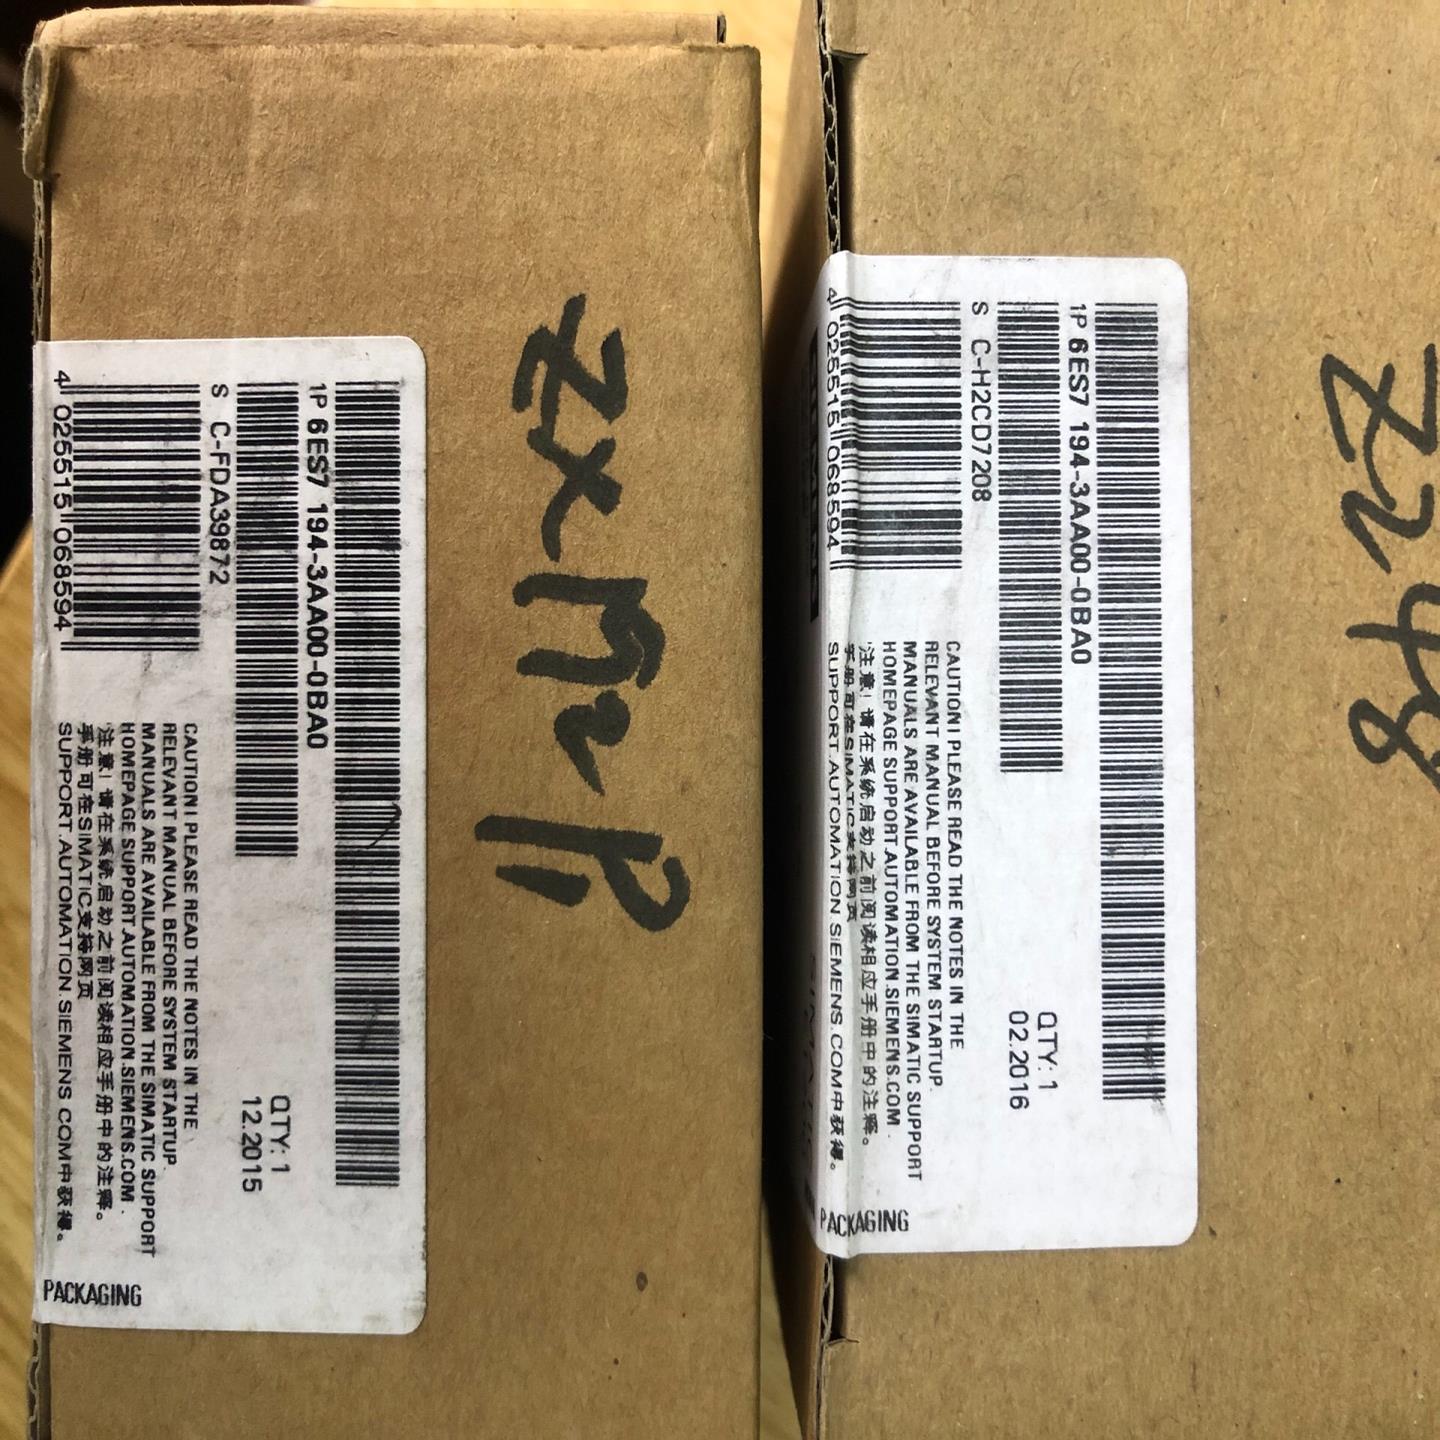 1P 6ES7 194-3AA00-0BA0
S C-FDA39872
QTY: 1
12.2015
4 025515 068594
CAUTION! PLEASE READ THE NOTES IN THE
RELEVANT MANUAL BEFORE SYSTEM STARTUP.
MANUALS ARE AVAILABLE FROM THE SIMATIC SUPPORT
HOMEPAGE SUPPORT.AUTOMATION.SIEMENS.COM.
注意! 请在系统启动之前阅读相应手册中的注释。
手册可在SIMATIC支持网页
SUPPORT.AUTOMATION.SIEMENS.COM中获得。
PACKAGING
1P 6ES7 194-3AA00-0BA0
S C-H2CD7208
QTY: 1
02.2016
4 025515 068594
CAUTION! PLEASE READ THE NOTES IN THE
RELEVANT MANUAL BEFORE SYSTEM STARTUP.
MANUALS ARE AVAILABLE FROM THE SIMATIC SUPPORT
HOMEPAGE SUPPORT.AUTOMATION.SIEMENS.COM.
注意! 请在系统启动之前阅读相应手册中的注释。
手册可在SIMATIC支持网页
SUPPORT.AUTOMATION.SIEMENS.COM中获得。
PACKAGING